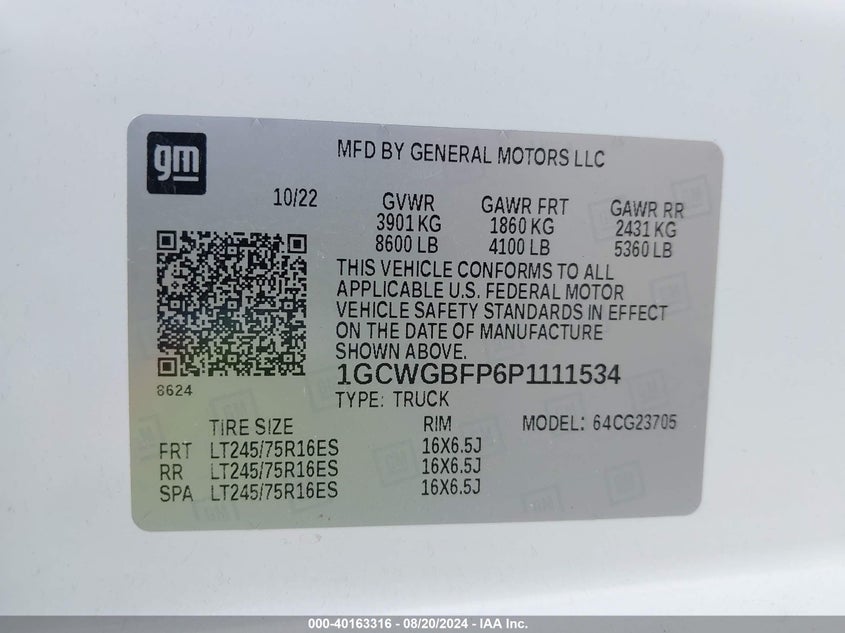 gm
MFD BY GENERAL MOTORS LLC
10/22
GVWR GAWR FRT GAWR RR
3901 KG 1860 KG 2431 KG
8600 LB 4100 LB 5360 LB
THIS VEHICLE CONFORMS TO ALL
APPLICABLE U.S. FEDERAL MOTOR
VEHICLE SAFETY STANDARDS IN EFFECT
ON THE DATE OF MANUFACTURE
SHOWN ABOVE.
1GCWGBFP6P1111534
8624
TYPE: TRUCK
TIRE SIZE RIM MODEL: 64CG23705
FRT LT245/75R16ES 16X6.5J
RR LT245/75R16ES 16X6.5J
SPA LT245/75R16ES 16X6.5J
000-40163316 - 08/20/2024 - IAA Inc.